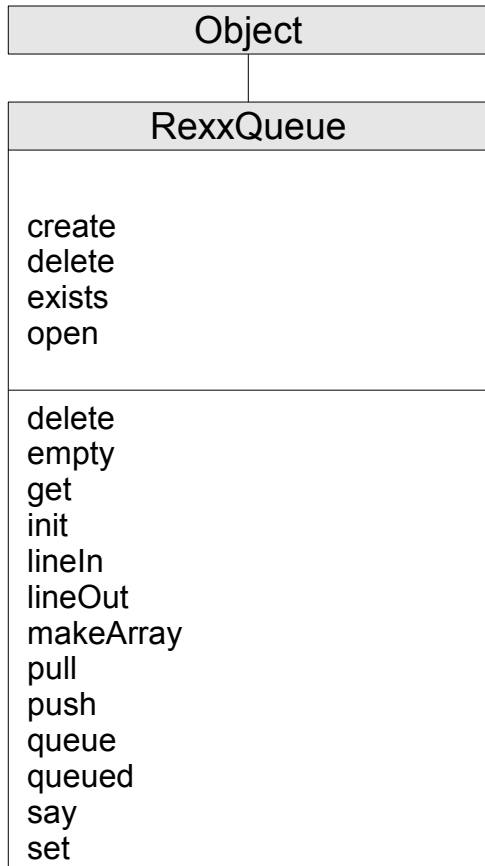 Object
RexxQueue
create
delete
exists
open
delete
empty
get
init
lineIn
lineOut
makeArray
pull
push
queue
queued
say
set